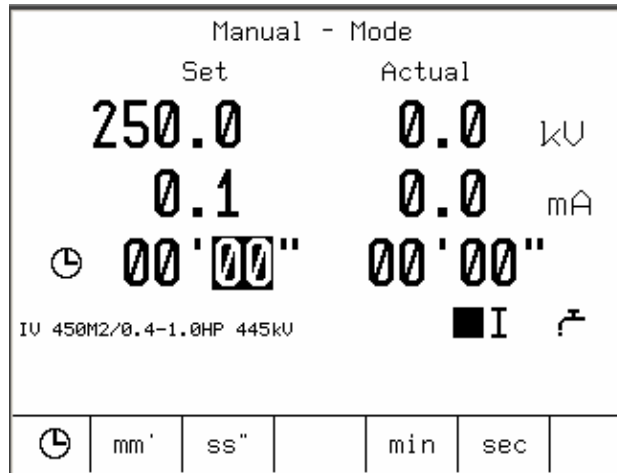 Manual - Mode
Set Actual
250.0 0.0 kV
0.1 0.0 mA
00'00" 00'00"
IV 450M2/0.4-1.0HP 445kV I
mm' ss" min sec